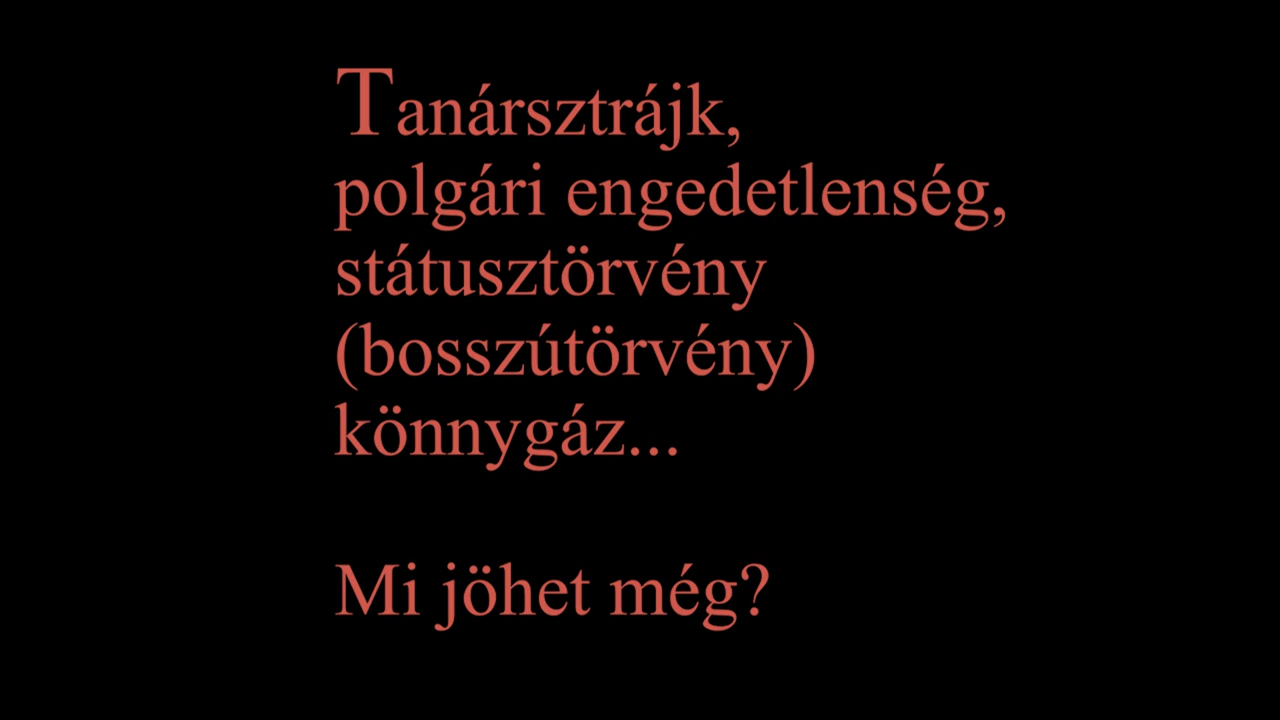 Tanársztrájk,
polgári engedetlenség,
státusztörvény
(bosszútörvény)
könnygáz...
Mi jöhet még?